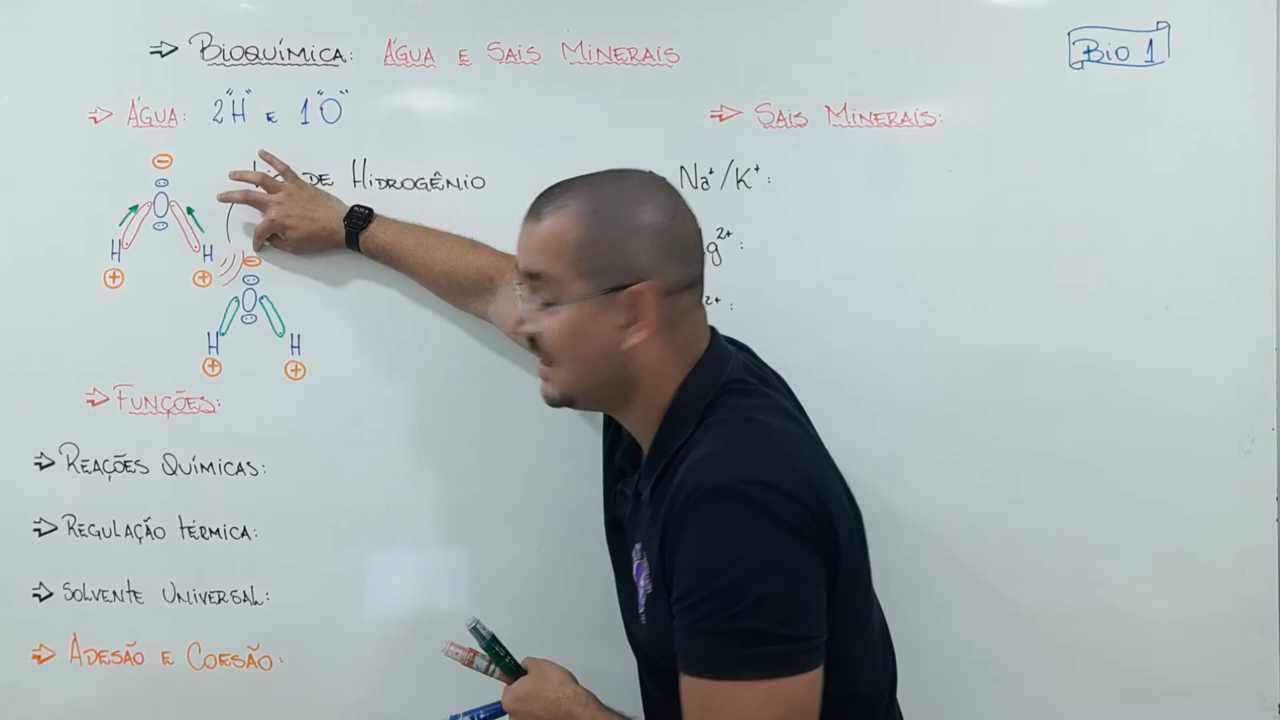 ⇒ BIOQUÍMICA: ÁGUA E SAIS MINERAIS
Bio 1
⇒ ÁGUA: 2"H" E 1"O"
DE HIDROGÊNIO
H H
H H
⇒ FUNÇÕES:
⇒ REAÇÕES QUÍMICAS:
⇒ REGULAÇÃO TÉRMICA:
⇒ SOLVENTE UNIVERSAL:
⇒ ADESÃO E COESÃO:
⇒ SAIS MINERAIS:
Na⁺/K⁺:
g²⁺:
²⁺: